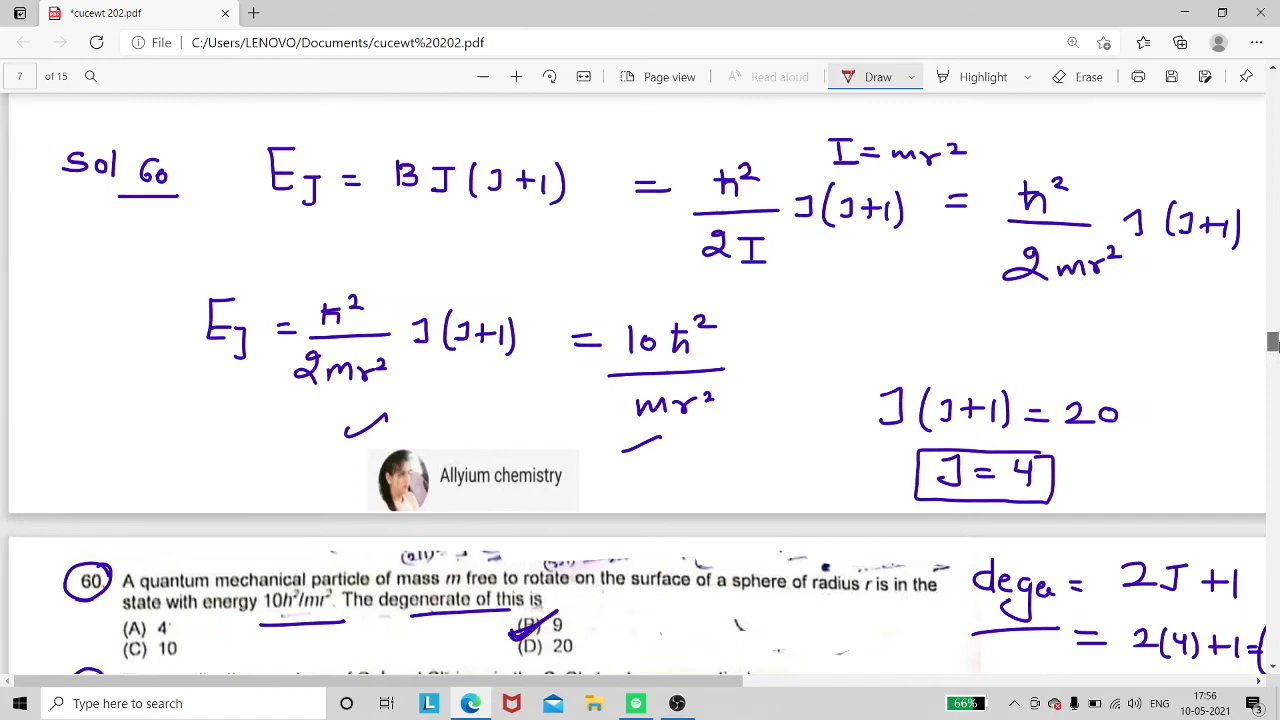 *cucewt 202.pdf
File C:/Users/LENOVO/Documents/cucewt%20202.pdf
7 of 15 Page view Read aloud Draw Highlight Erase
I = mr²
Sol 60 E_J = B J(J+1) = ħ²/2I J(J+1) = ħ²/2mr² J(J+1)
E_J = ħ²/2mr² J(J+1) = 10ħ²/mr²
J(J+1) = 20
J = 4
Allyium chemistry
60. A quantum mechanical particle of mass m free to rotate on the surface of a sphere of radius r is in the
state with energy 10h²/mr². The degenerate of this is
(A) 4 (B) 9
(C) 10 (D) 20
dege = 2J+1
= 2(4)+1=
Type here to search
66%
17:56
10-05-2021
3